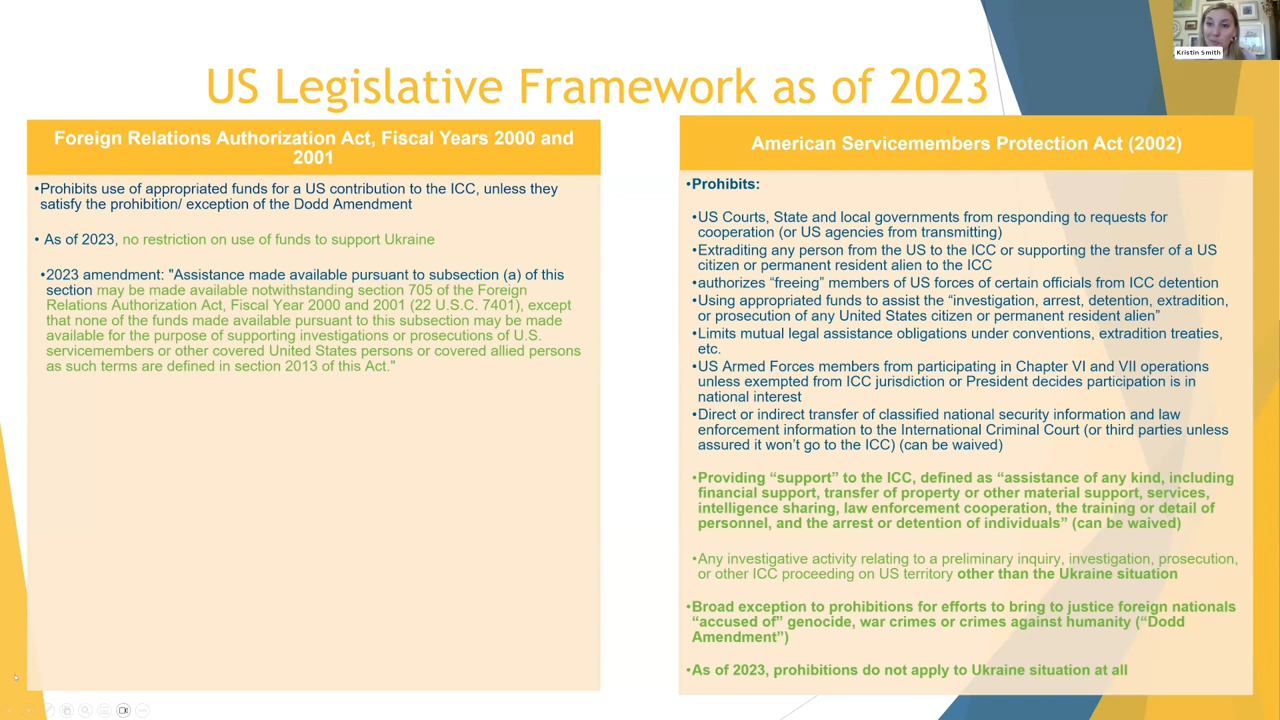 Kristin Smith
US Legislative Framework as of 2023
Foreign Relations Authorization Act, Fiscal Years 2000 and
2001
•Prohibits use of appropriated funds for a US contribution to the ICC, unless they
satisfy the prohibition/ exception of the Dodd Amendment
• As of 2023, no restriction on use of funds to support Ukraine
•2023 amendment: "Assistance made available pursuant to subsection (a) of this
section may be made available notwithstanding section 705 of the Foreign
Relations Authorization Act, Fiscal Year 2000 and 2001 (22 U.S.C. 7401), except
that none of the funds made available pursuant to this subsection may be made
available for the purpose of supporting investigations or prosecutions of U.S.
servicemembers or other covered United States persons or covered allied persons
as such terms are defined in section 2013 of this Act."
American Servicemembers Protection Act (2002)
•Prohibits:
•US Courts, State and local governments from responding to requests for
cooperation (or US agencies from transmitting)
•Extraditing any person from the US to the ICC or supporting the transfer of a US
citizen or permanent resident alien to the ICC
•authorizes “freeing” members of US forces of certain officials from ICC detention
•Using appropriated funds to assist the “investigation, arrest, detention, extradition,
or prosecution of any United States citizen or permanent resident alien”
•Limits mutual legal assistance obligations under conventions, extradition treaties,
etc.
•US Armed Forces members from participating in Chapter VI and VII operations
unless exempted from ICC jurisdiction or President decides participation is in
national interest
•Direct or indirect transfer of classified national security information and law
enforcement information to the International Criminal Court (or third parties unless
assured it won’t go to the ICC) (can be waived)
•Providing “support” to the ICC, defined as “assistance of any kind, including
financial support, transfer of property or other material support, services,
intelligence sharing, law enforcement cooperation, the training or detail of
personnel, and the arrest or detention of individuals” (can be waived)
•Any investigative activity relating to a preliminary inquiry, investigation, prosecution,
or other ICC proceeding on US territory other than the Ukraine situation
•Broad exception to prohibitions for efforts to bring to justice foreign nationals
“accused of” genocide, war crimes or crimes against humanity (“Dodd
Amendment”)
•As of 2023, prohibitions do not apply to Ukraine situation at all